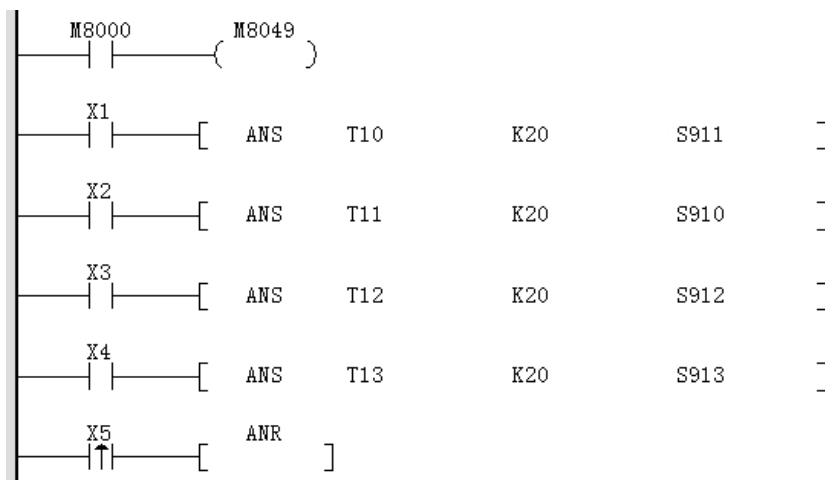 M8000 M8049
X1
ANS T10 K20 S911
X2
ANS T11 K20 S910
X3
ANS T12 K20 S912
X4
ANS T13 K20 S913
X5 ANR